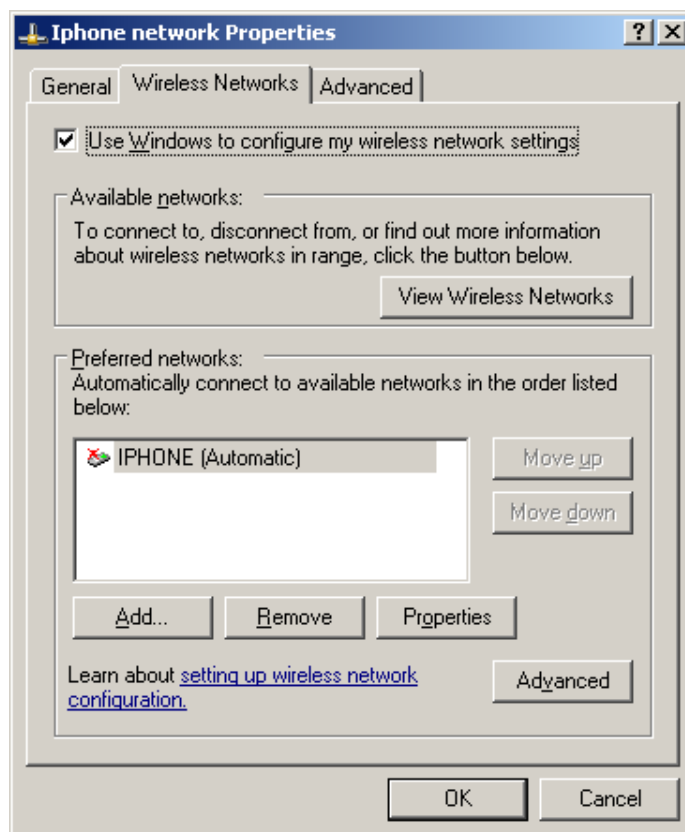 Iphone network Properties
General
Wireless Networks
Advanced
Use Windows to configure my wireless network settings
Available networks:
To connect to, disconnect from, or find out more information
about wireless networks in range, click the button below.
View Wireless Networks
Preferred networks:
Automatically connect to available networks in the order listed
below:
IPHONE (Automatic)
Move up
Move down
Add...
Remove
Properties
Learn about setting up wireless network
configuration.
Advanced
OK
Cancel